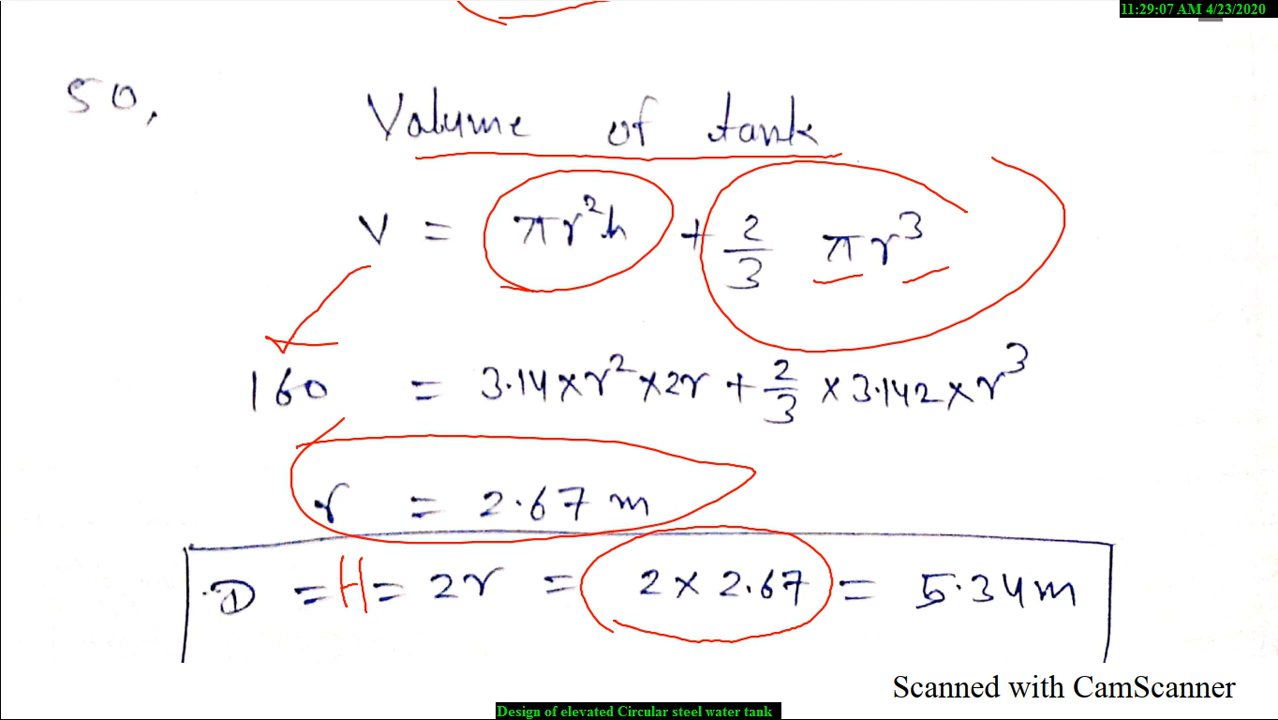 11:29:07 AM 4/23/2020
50,
Volume of tank
V = πr²h + 2/3 πr³
160 = 3.14×r²×2r + 2/3 × 3.142×r³
r = 2.67 m
D = H = 2r = 2 × 2.67 = 5.34m
Scanned with CamScanner
Design of elevated Circular steel water tank